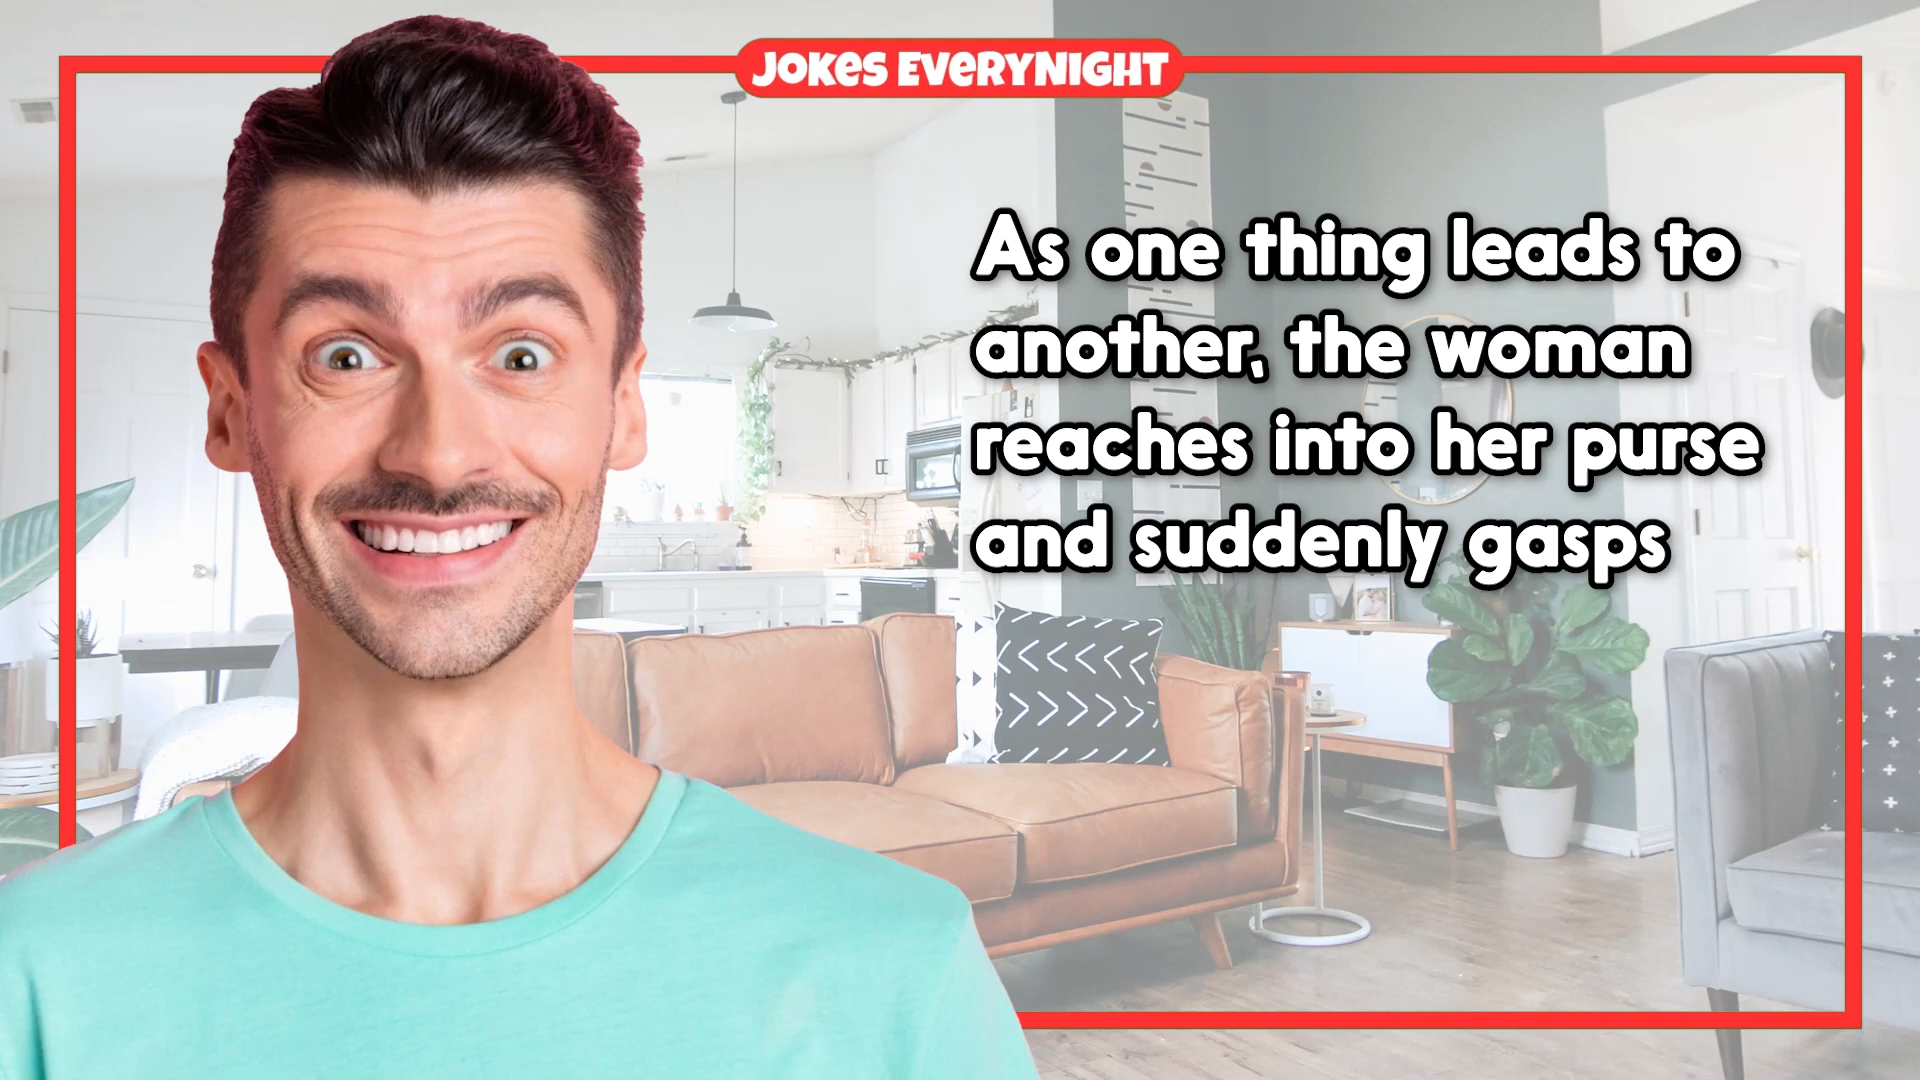 JOKES EVERYNIGHT
As one thing leads to
another, the woman
reaches into her purse
and suddenly gasps